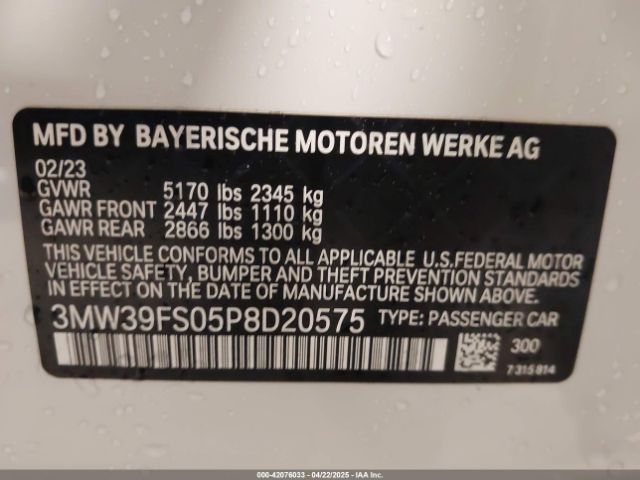 MFD BY BAYERISCHE MOTOREN WERKE AG
02/23
GVWR 5170 lbs 2345 kg
GAWR FRONT 2447 lbs 1110 kg
GAWR REAR 2866 lbs 1300 kg
THIS VEHICLE CONFORMS TO ALL APPLICABLE U.S.FEDERAL MOTOR
VEHICLE SAFETY, BUMPER AND THEFT PREVENTION STANDARDS
IN EFFECT ON THE DATE OF MANUFACTURE SHOWN ABOVE.
3MW39FS05P8D20575 TYPE: PASSENGER CAR
300
7315814
000-42076033 - 04/22/2025 - IAAI.COM